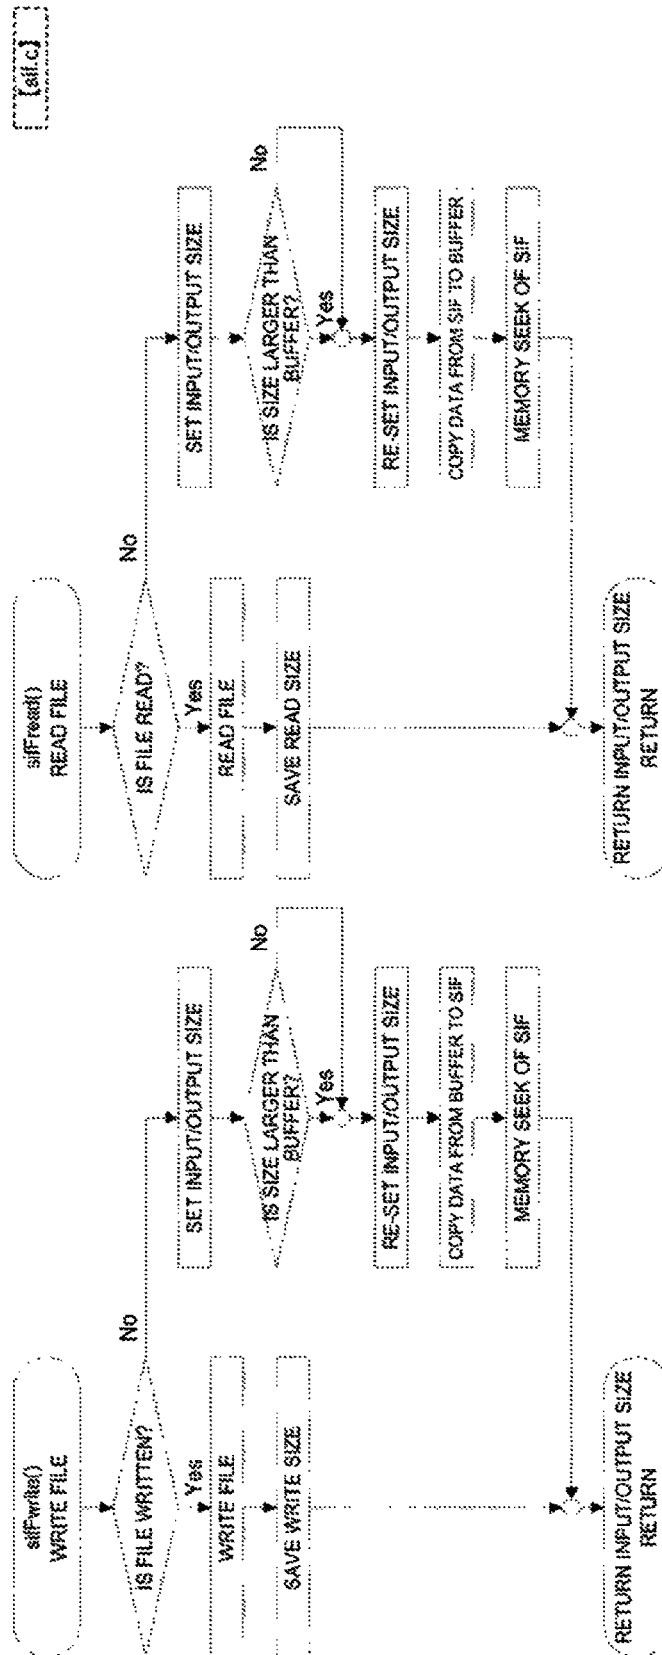 [sif.c]
sifFwrite()
WRITE FILE
IS FILE WRITTEN?
No
Yes
WRITE FILE
SAVE WRITE SIZE
SET INPUT/OUTPUT SIZE
IS SIZE LARGER THAN
BUFFER?
No
Yes
RE-SET INPUT/OUTPUT SIZE
COPY DATA FROM BUFFER TO SIF
MEMORY SEEK OF SIF
RETURN INPUT/OUTPUT SIZE
RETURN
sifFread()
READ FILE
IS FILE READ?
No
Yes
READ FILE
SAVE READ SIZE
SET INPUT/OUTPUT SIZE
IS SIZE LARGER THAN
BUFFER?
No
Yes
RE-SET INPUT/OUTPUT SIZE
COPY DATA FROM SIF TO BUFFER
MEMORY SEEK OF SIF
RETURN INPUT/OUTPUT SIZE
RETURN